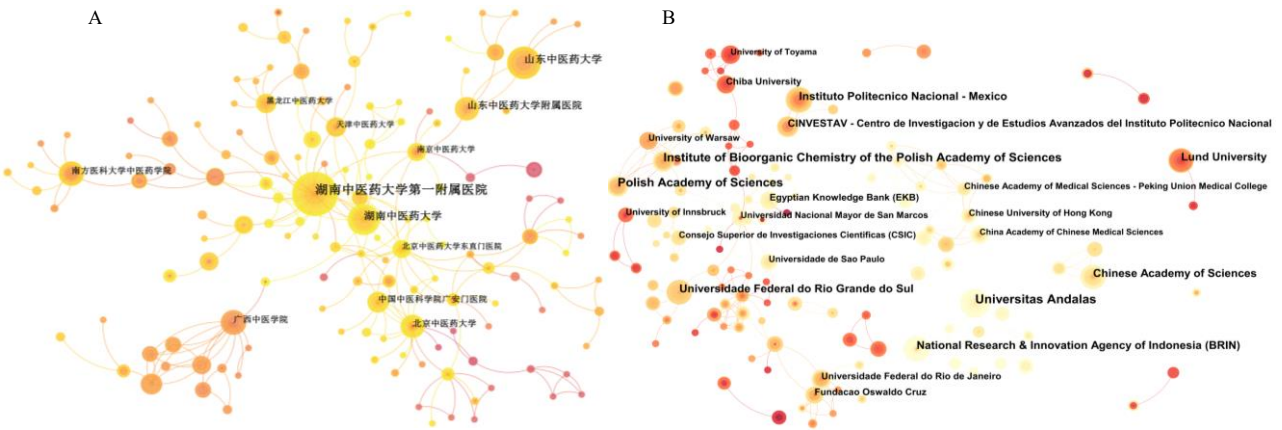 A
山东中医药大学
黑龙江中医药大学
山东中医药大学附属医院
天津中医药大学
南京中医药大学
南方医科大学中医药学院
湖南中医药大学第一附属医院
湖南中医药大学
北京中医药大学东直门医院
中国中医科学院广安门医院
广西中医学院
北京中医药大学
B
University of Toyama
Chiba University
Instituto Politecnico Nacional - Mexico
CINVESTAV - Centro de Investigacion y de Estudios Avanzados del Instituto Politecnico Nacional
University of Warsaw
Institute of Bioorganic Chemistry of the Polish Academy of Sciences
Lund University
Polish Academy of Sciences
Chinese Academy of Medical Sciences - Peking Union Medical College
Egyptian Knowledge Bank (EKB)
University of Innsbruck
Universidad Nacional Mayor de San Marcos
Chinese University of Hong Kong
Consejo Superior de Investigaciones Cientificas (CSIC)
China Academy of Chinese Medical Sciences
Universidade de Sao Paulo
Chinese Academy of Sciences
Universidade Federal do Rio Grande do Sul
Universitas Andalas
National Research & Innovation Agency of Indonesia (BRIN)
Universidade Federal do Rio de Janeiro
Fundacao Oswaldo Cruz